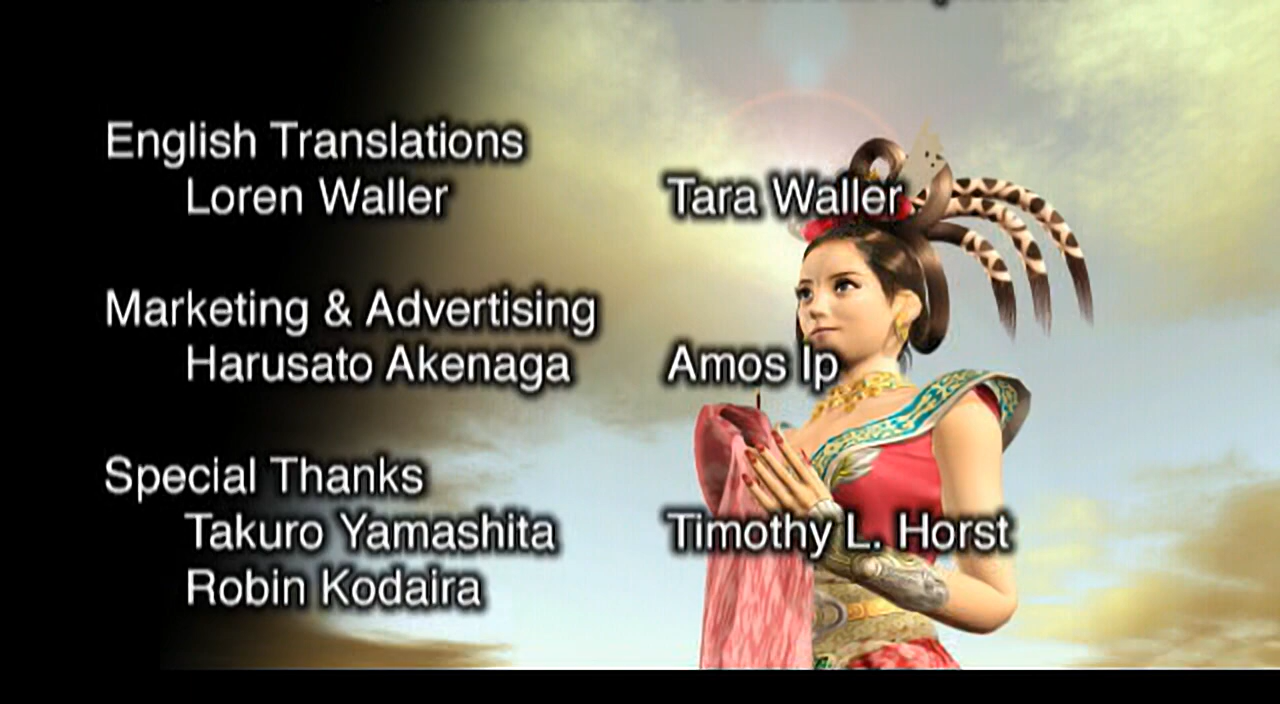 English Translations
Loren Waller Tara Waller
Marketing & Advertising
Harusato Akenaga Amos Ip
Special Thanks
Takuro Yamashita Timothy L. Horst
Robin Kodaira